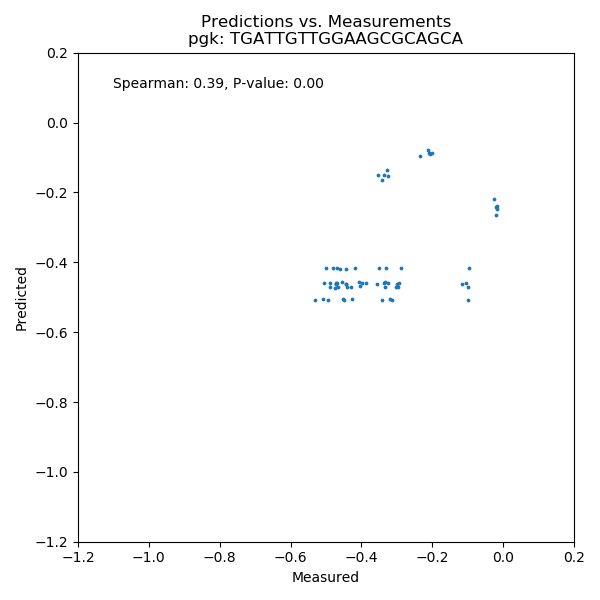 Predictions vs. Measurements
pgk: TGATTGTTGGAAGCGCAGCA
0.2
Spearman: 0.39, P-value: 0.00
0.0
−0.2
−0.4
Predicted
−0.6
−0.8
−1.0
−1.2
−1.2 −1.0 −0.8 −0.6 −0.4 −0.2 0.0 0.2
Measured